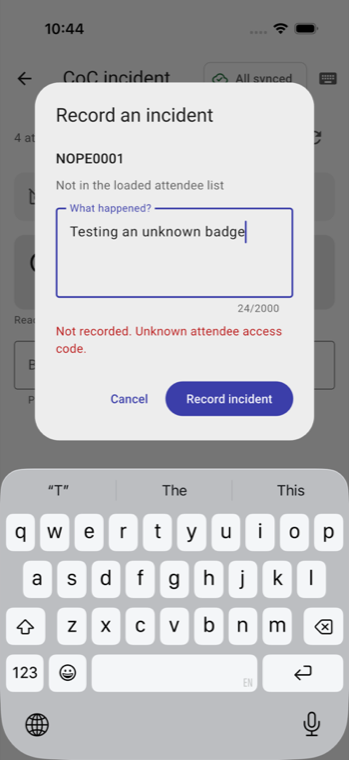 10:44
CoC incident
All synced
4 at
Record an incident
NOPE0001
Not in the loaded attendee list
What happened?
Testing an unknown badge
24/2000
Not recorded. Unknown attendee access
code.
Cancel
Record incident
Read
B
P
“T”
The
This
q w e r t y u i o p
a s d f g h j k l
z x c v b n m
123
EN